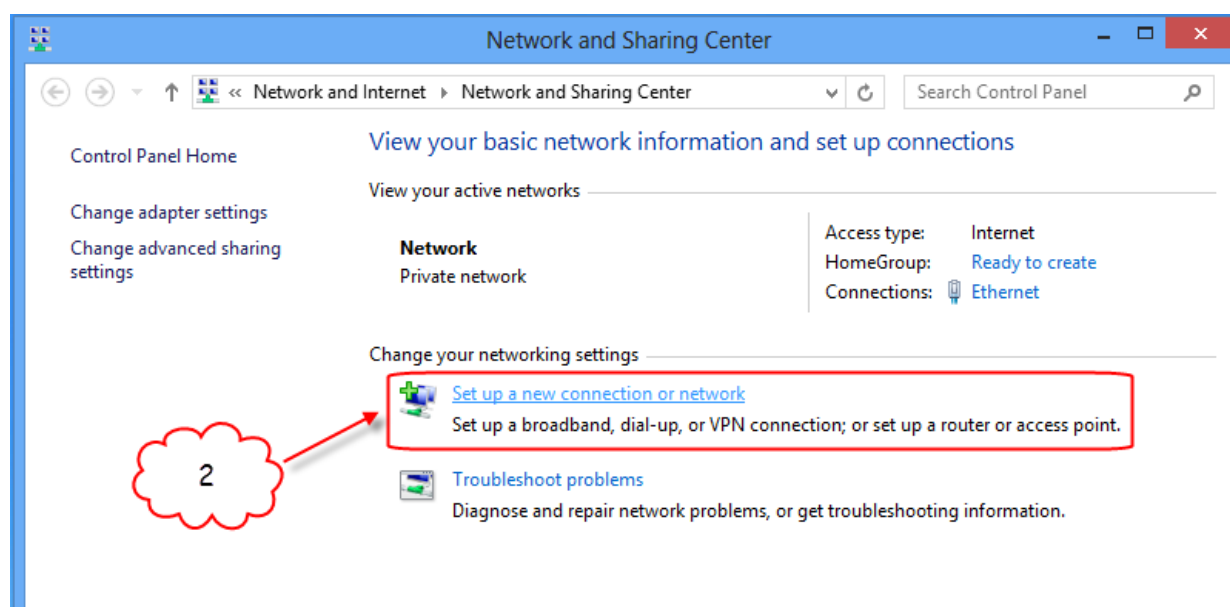 Network and Sharing Center
« Network and Internet Network and Sharing Center
Search Control Panel
Control Panel Home
Change adapter settings
Change advanced sharing
settings
View your basic network information and set up connections
View your active networks
Network
Private network
Access type: Internet
HomeGroup: Ready to create
Connections: Ethernet
Change your networking settings
Set up a new connection or network
Set up a broadband, dial-up, or VPN connection; or set up a router or access point.
2
Troubleshoot problems
Diagnose and repair network problems, or get troubleshooting information.